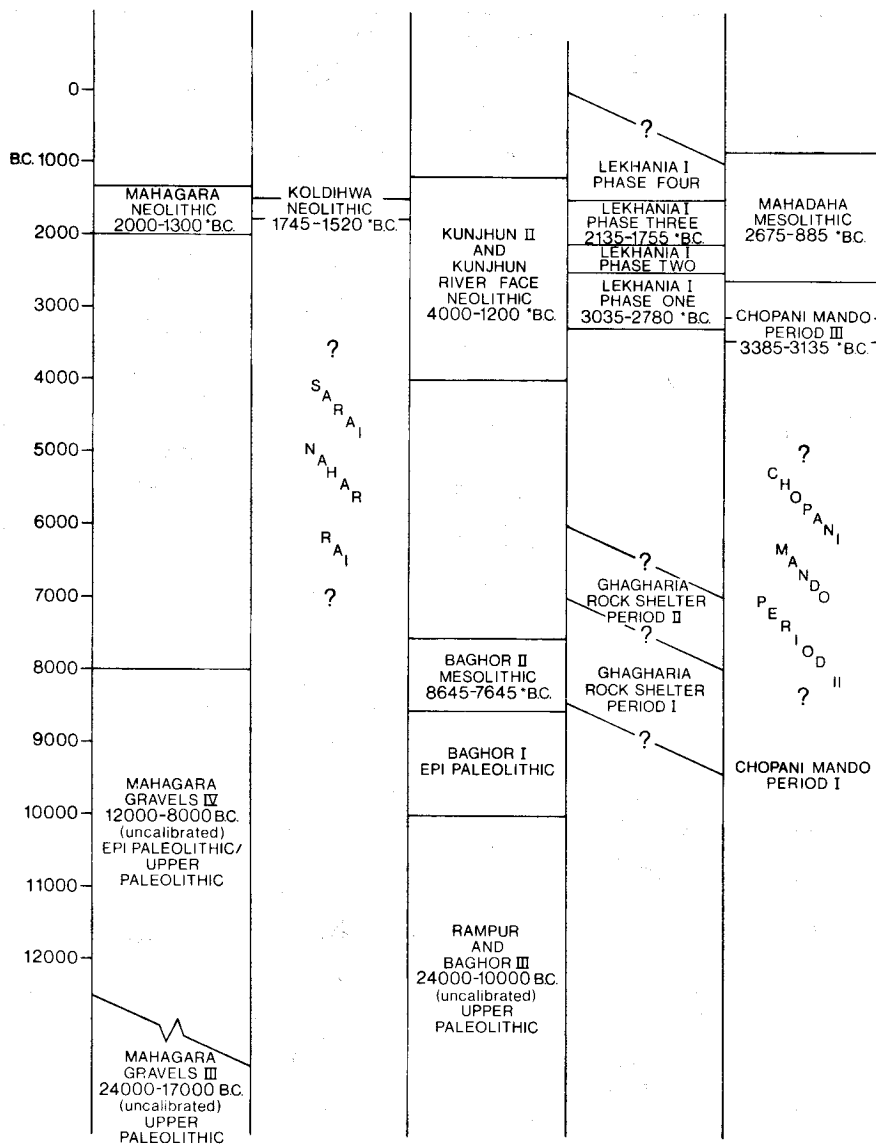 0
B.C. 1000
2000
3000
4000
5000
6000
7000
8000
9000
10000
11000
12000
MAHAGARA
NEOLITHIC
2000-1300 *B.C.
MAHAGARA
GRAVELS IV
12000-8000 B.C.
(uncalibrated)
EPI PALEOLITHIC/
UPPER
PALEOLITHIC
MAHAGARA
GRAVELS III
24000-17000 B.C.
(uncalibrated)
UPPER
PALEOLITHIC
KOLDIHWA
NEOLITHIC
1745-1520 *B.C.
?
SARAI
NAHAR
RAI
?
KUNJHUN II
AND
KUNJHUN
RIVER FACE
NEOLITHIC
4000-1200 *B.C.
BAGHOR II
MESOLITHIC
8645-7645 *B.C.
BAGHOR I
EPI PALEOLITHIC
RAMPUR
AND
BAGHOR III
24000-10000 B.C.
(uncalibrated)
UPPER
PALEOLITHIC
?
LEKHANIA I
PHASE FOUR
LEKHANIA I
PHASE THREE
2135-1755 *B.C.
LEKHANIA I
PHASE TWO
LEKHANIA I
PHASE ONE
3035-2780 *B.C.
?
GHAGHARIA
ROCK SHELTER
PERIOD II
?
GHAGHARIA
ROCK SHELTER
PERIOD I
?
MAHADAHA
MESOLITHIC
2675-885 *B.C.
CHOPANI MANDO
PERIOD III
3385-3135 *B.C.
?
CHOPANI
MANDO
PERIOD II
?
CHOPANI MANDO
PERIOD I